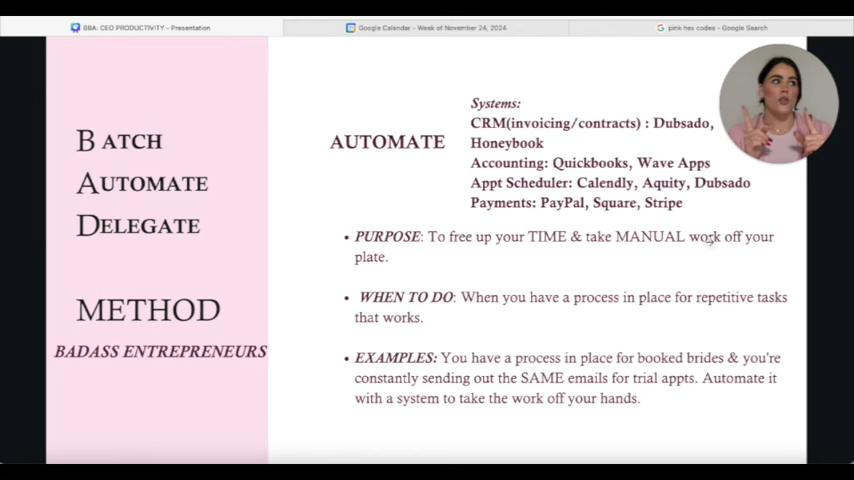 BBA: CEO PRODUCTIVITY - Presentation
Google Calendar - Week of November 24, 2024
pink hex codes - Google Search
BATCH
AUTOMATE
DELEGATE
METHOD
BADASS ENTREPRENEURS
AUTOMATE
Systems:
CRM(invoicing/contracts) : Dubsado,
Honeybook
Accounting: Quickbooks, Wave Apps
Appt Scheduler: Calendly, Aquity, Dubsado
Payments: PayPal, Square, Stripe
• PURPOSE: To free up your TIME & take MANUAL work off your
plate.
• WHEN TO DO: When you have a process in place for repetitive tasks
that works.
• EXAMPLES: You have a process in place for booked brides & you're
constantly sending out the SAME emails for trial appts. Automate it
with a system to take the work off your hands.